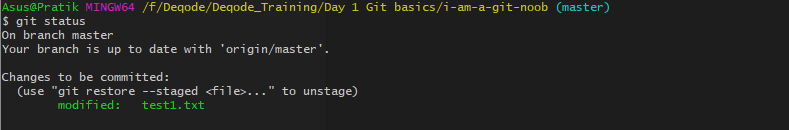 Asus@Pratik MINGW64 /f/Deqode/Deqode_Training/Day 1 Git basics/i-am-a-git-noob (master)
$ git status
On branch master
Your branch is up to date with 'origin/master'.

Changes to be committed:
  (use "git restore --staged <file>..." to unstage)
        modified:   test1.txt